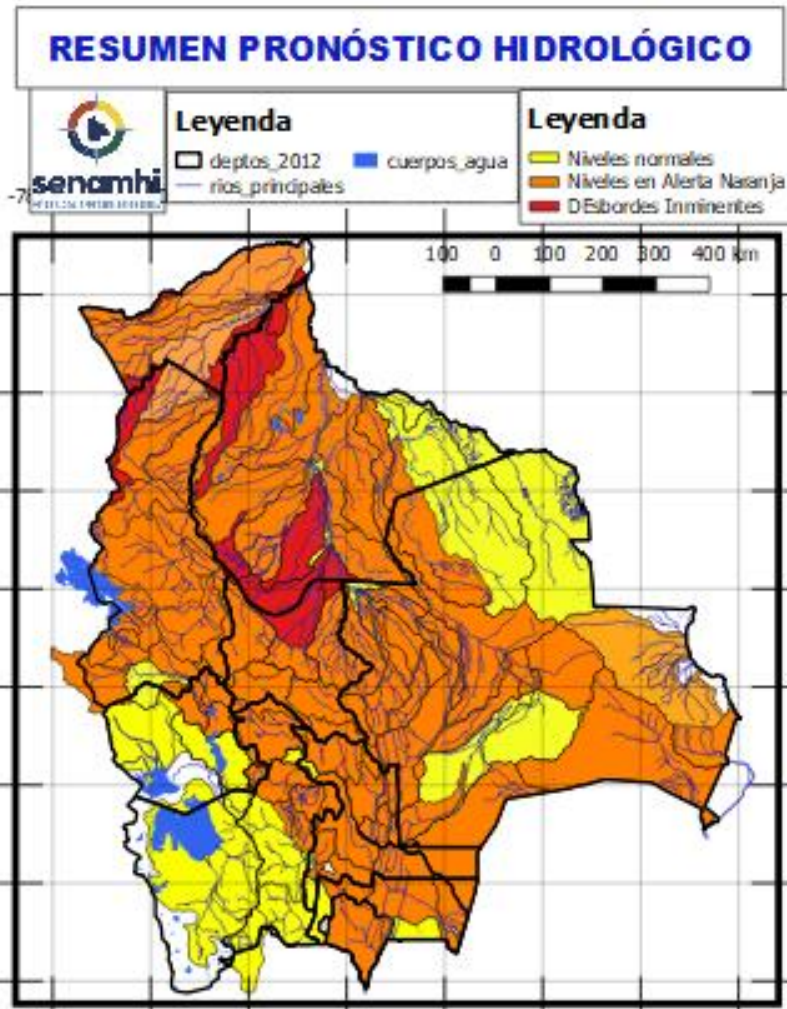 RESUMEN PRONÓSTICO HIDROLÓGICO
senamhi
Leyenda
deptos_2012
cuerpos_agua
rios_principales
Leyenda
Niveles normales
Niveles en Alerta Naranja
DEsbordes Inminentes
100 0 100 200 300 400 km